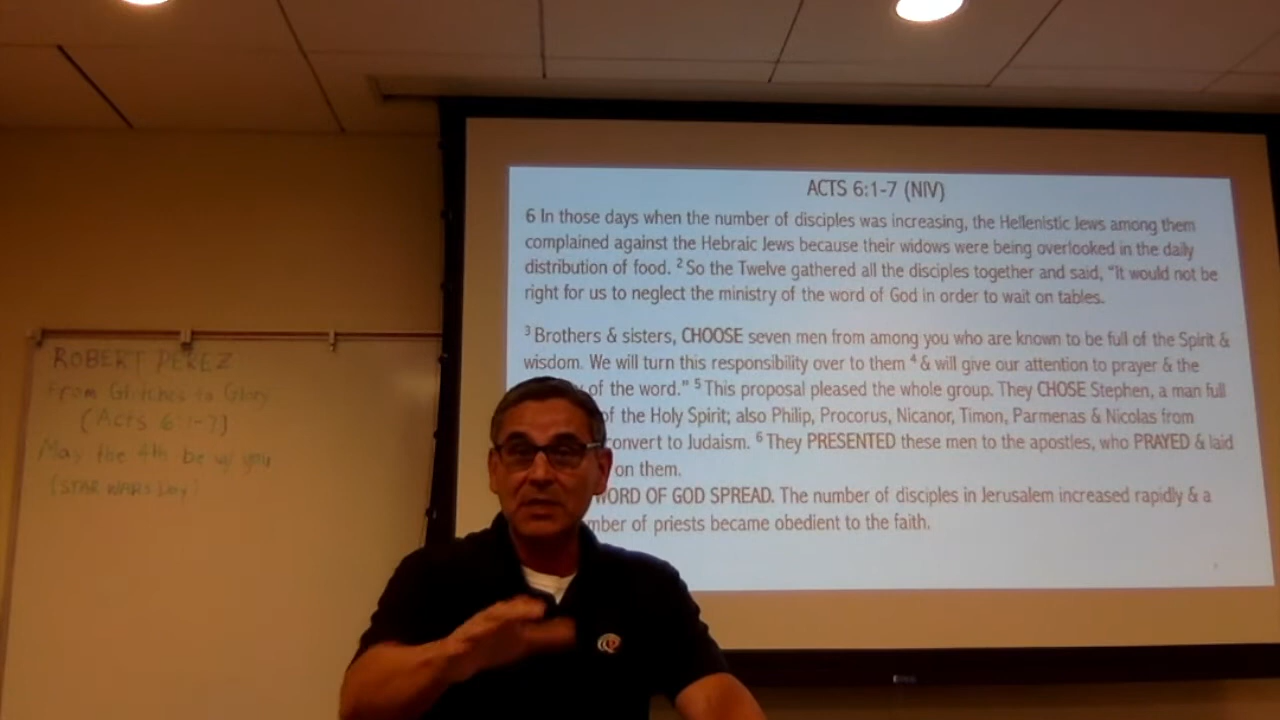 ROBERT PEREZ
From Glitches to Glory
(Acts 6:1-7)
May the 4th be w/ you
(STAR WARS Day)
ACTS 6:1-7 (NIV)
6 In those days when the number of disciples was increasing, the Hellenistic Jews among them
complained against the Hebraic Jews because their widows were being overlooked in the daily
distribution of food. 2 So the Twelve gathered all the disciples together and said, “It would not be
right for us to neglect the ministry of the word of God in order to wait on tables.
3 Brothers & sisters, CHOOSE seven men from among you who are known to be full of the Spirit &
wisdom. We will turn this responsibility over to them 4 & will give our attention to prayer & the
of the word.” 5 This proposal pleased the whole group. They CHOSE Stephen, a man full
of the Holy Spirit; also Philip, Procorus, Nicanor, Timon, Parmenas & Nicolas from
convert to Judaism. 6 They PRESENTED these men to the apostles, who PRAYED & laid
on them.
WORD OF GOD SPREAD. The number of disciples in Jerusalem increased rapidly & a
of priests became obedient to the faith.